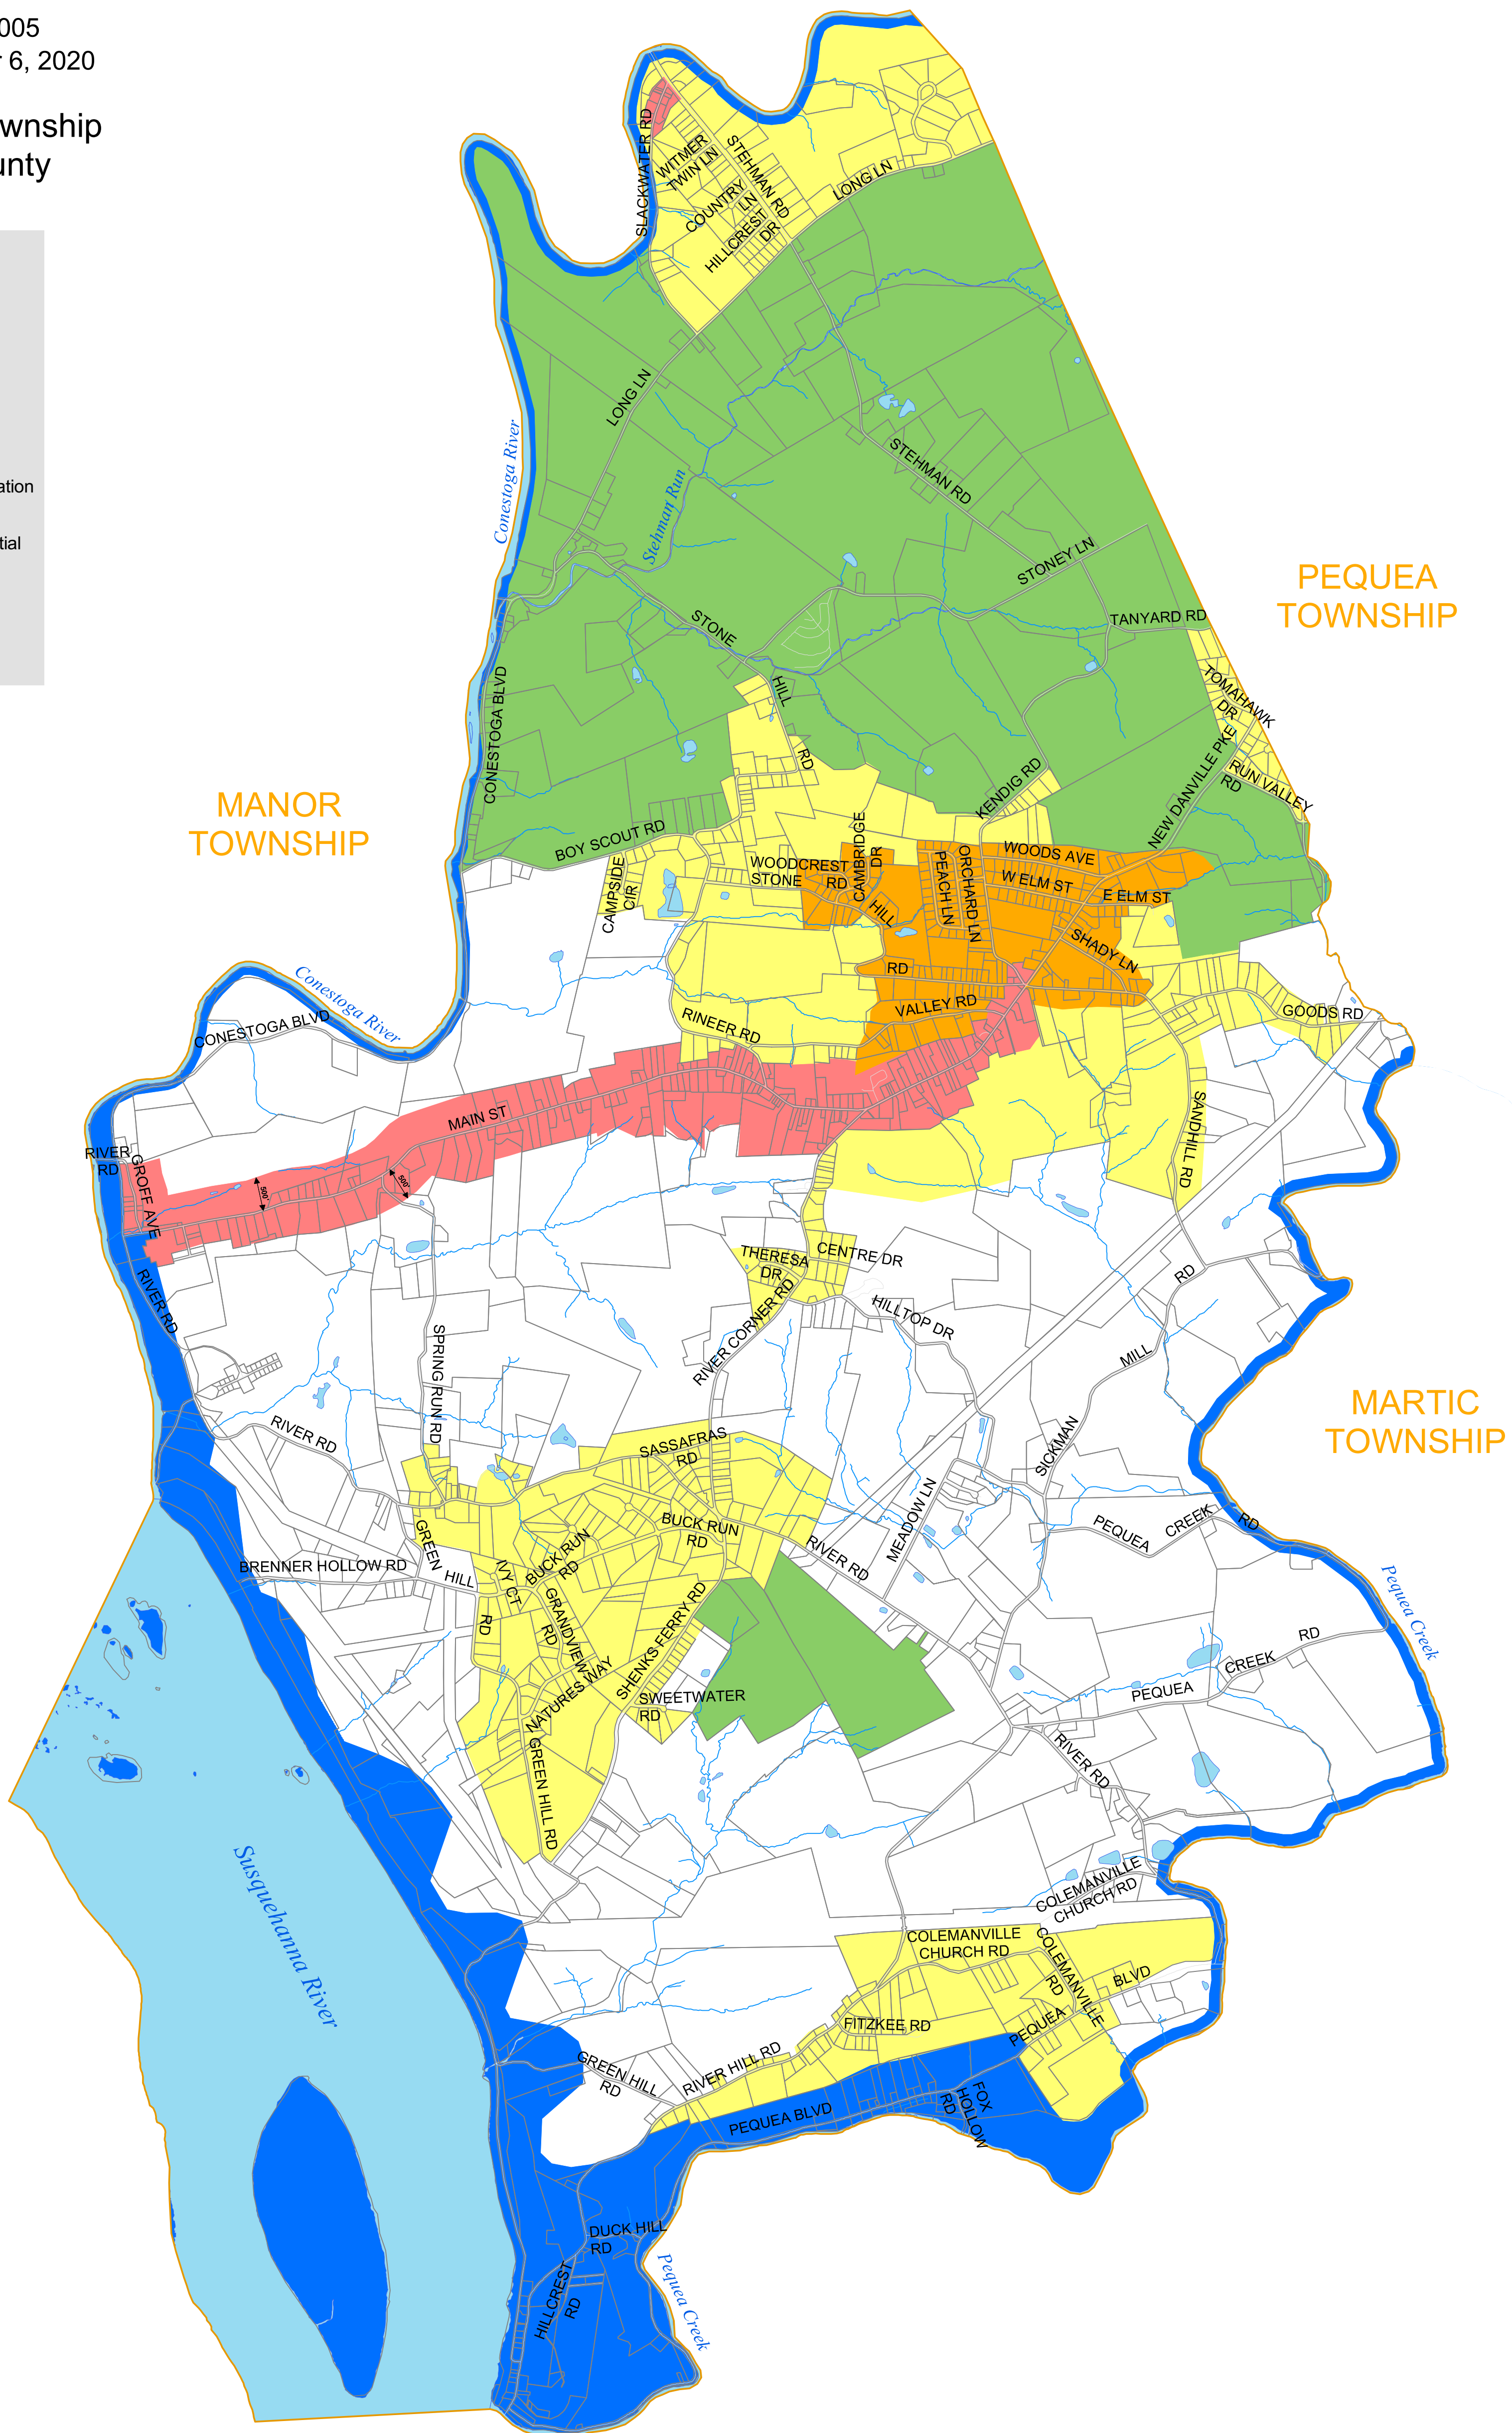 005
r 6, 2020
wnship
unty
ation
tial
SLACKWATER RD
WITMER
TWIN LN
STEHMAN RD
COUNTRY
LN
HILLCREST
DR
LONG LN
LONG LN
Conestoga River
Stehman Run
STEHMAN RD
STONEY LN
TANYARD RD
PEQUEA
TOWNSHIP
STONE
HILL
RD
CONESTOGA BLVD
TOMAHAWK
DR
NEW DANVILLE PKE
RUN VALLEY
RD
KENDIG RD
MANOR
TOWNSHIP
BOY SCOUT RD
CAMPSIDE
CIR
WOODCREST
RD
CAMBRIDGE
DR
STONE
HILL
RD
PEACH LN
ORCHARD LN
WOODS AVE
W ELM ST
E ELM ST
SHADY LN
VALLEY RD
RINEER RD
GOODS RD
Conestoga River
CONESTOGA BLVD
MAIN ST
SANDHILL RD
RIVER
RD
GROFF AVE
500'
500'
RIVER RD
THERESA
DR
CENTRE DR
RIVER CORNER RD
HILLTOP DR
SPRING RUN RD
SICKMAN
MILL
RD
MARTIC
TOWNSHIP
RIVER RD
SASSAFRAS
RD
MEADOW LN
BUCK RUN
RD
BUCK RUN
RD
RIVER RD
PEQUEA
CREEK
RD
GREEN
HILL
RD
BRENNER HOLLOW RD
IVY CT
GRANDVIEW
RD
SHENKS FERRY RD
Pequea Creek
NATURES WAY
SWEETWATER
RD
PEQUEA
CREEK
RD
GREEN HILL RD
RIVER RD
Susquehanna River
COLEMANVILLE
CHURCH RD
COLEMANVILLE
CHURCH RD
COLEMANVILLE
RD
PEQUEA
BLVD
FITZKEE RD
GREEN HILL
RD
RIVER HILL RD
PEQUEA BLVD
FOX
HOLLOW
RD
DUCK HILL
RD
HILLCREST
RD
Pequea Creek